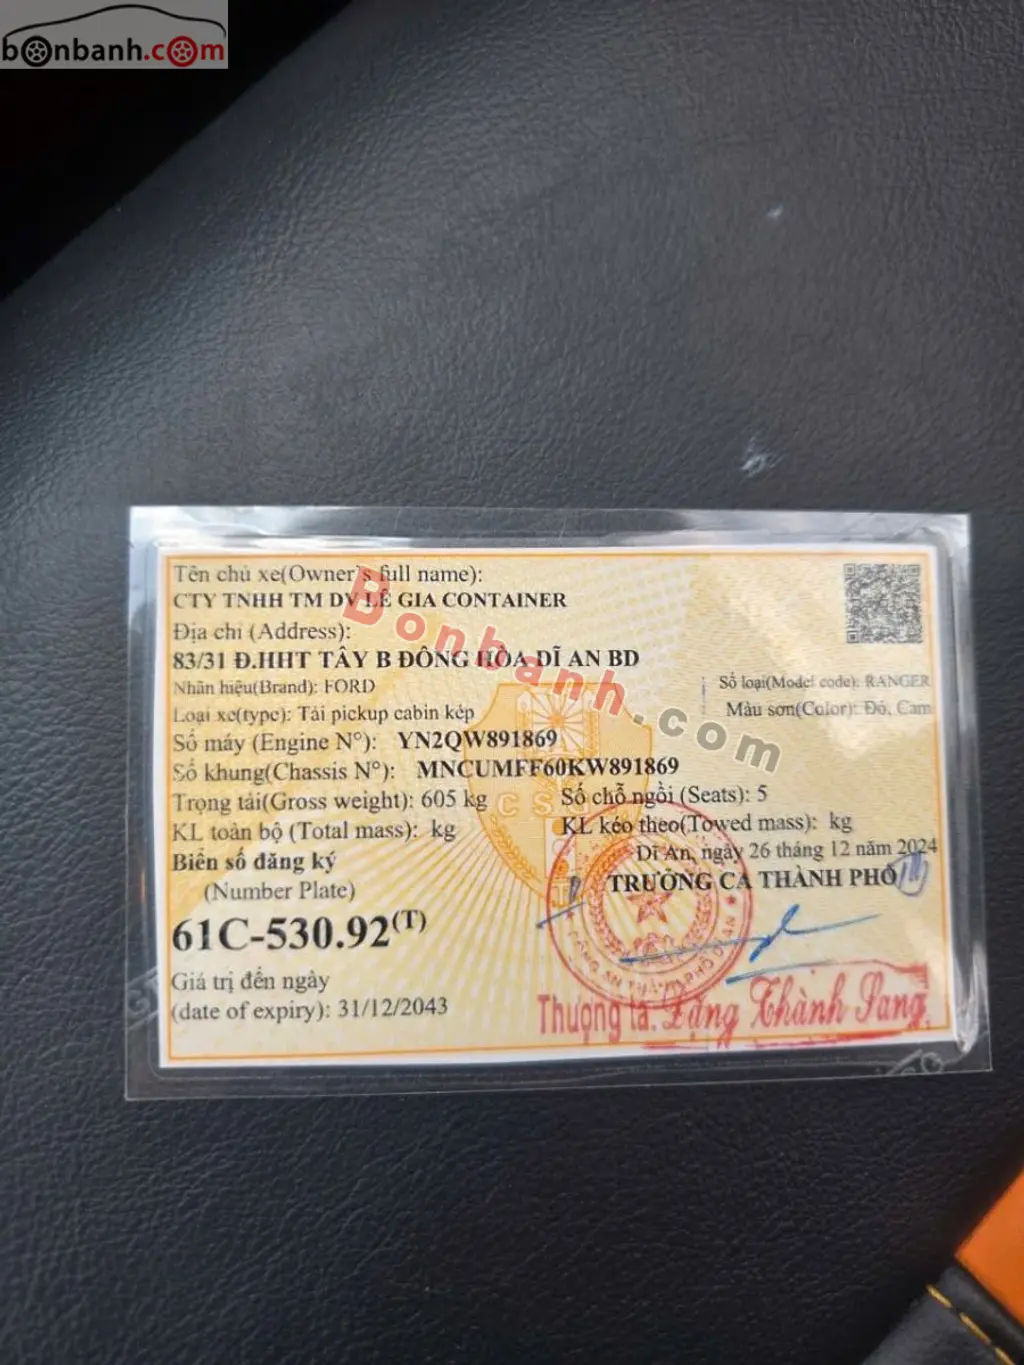 bonbanh.com
Tên chủ xe(Owner's full name):
CTY TNHH TM DV LÊ GIA CONTAINER
Địa chỉ (Address):
83/31 Đ.HHT TÂY B ĐÔNG HÒA DĨ AN BD
Nhãn hiệu(Brand): FORD
Số loại(Model code): RANGER
Loại xe(type): Tải pickup cabin kép
Màu sơn(Color): Đỏ, Cam
Số máy (Engine N°): YN2QW891869
Số khung(Chassis N°): MNCUMFF60KW891869
Trọng tải(Gross weight): 605 kg
Số chỗ ngồi (Seats): 5
KL toàn bộ (Total mass): kg
KL kéo theo(Towed mass): kg
Dĩ An, ngày 26 tháng 12 năm 2024
Biển số đăng ký
TRƯỞNG CA THÀNH PHỐ
(Number Plate)
61C-530.92(T)
Giá trị đến ngày
(date of expiry): 31/12/2043
Thượng tá. Đặng Thành Sang
CÔNG AN THÀNH PHỐ DĨ AN
Bonbanh.com